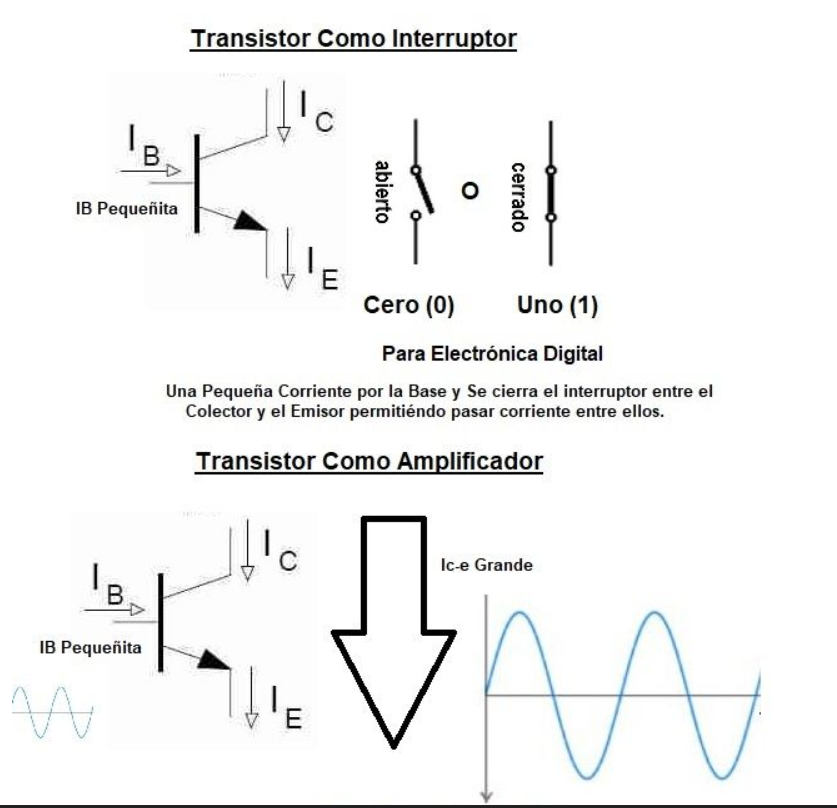 Transistor Como Interruptor
I C
I B
abierto
O
cerrado
IB Pequeñita
I E
Cero (0)
Uno (1)
Para Electrónica Digital
Una Pequeña Corriente por la Base y Se cierra el interruptor entre el
Colector y el Emisor permitiéndo pasar corriente entre ellos.
Transistor Como Amplificador
I C
Ic-e Grande
I B
IB Pequeñita
I E